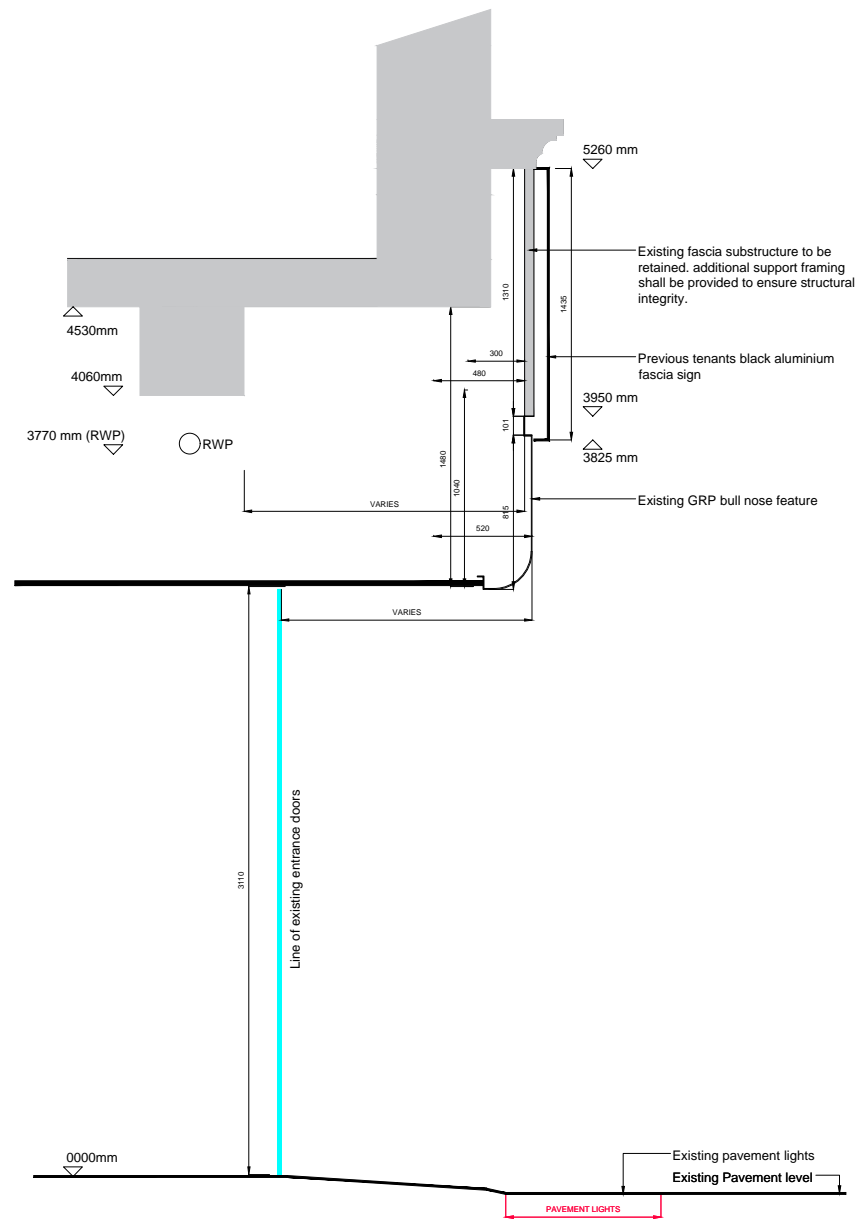 5260 mm
Existing fascia substructure to be
retained. additional support framing
shall be provided to ensure structural
integrity.
1310
1435
4530mm
300
Previous tenants black aluminium
fascia sign
4060mm
480
3950 mm
101
3770 mm (RWP)
RWP
3825 mm
1480
1040
VARIES
815
Existing GRP bull nose feature
520
VARIES
Line of existing entrance doors
3110
0000mm
Existing pavement lights
Existing Pavement level
PAVEMENT LIGHTS